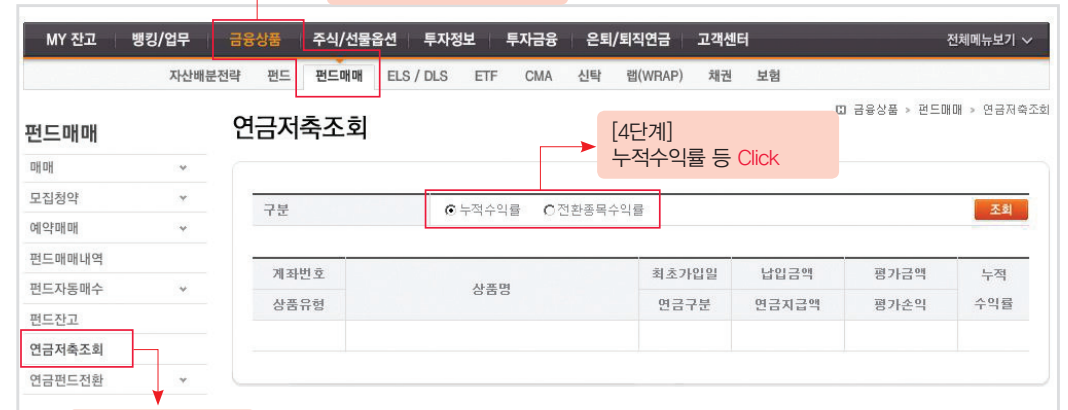 MY 잔고 뱅킹/업무 금융상품 주식/선물옵션 투자정보 투자금융 은퇴/퇴직연금 고객센터 전체메뉴보기
자산배분전략 펀드 펀드매매 ELS / DLS ETF CMA 신탁 랩(WRAP) 채권 보험
금융상품 > 펀드매매 > 연금저축조회
펀드매매
매매
모집청약
예약매매
펀드매매내역
펀드자동매수
펀드잔고
연금저축조회
연금펀드전환
연금저축조회
[4단계]
누적수익률 등 Click
구분 누적수익률 전환종목수익률 조회
계좌번호 상품명 최초가입일 납입금액 평가금액 누적
상품유형 연금구분 연금지급액 평가손익 수익률